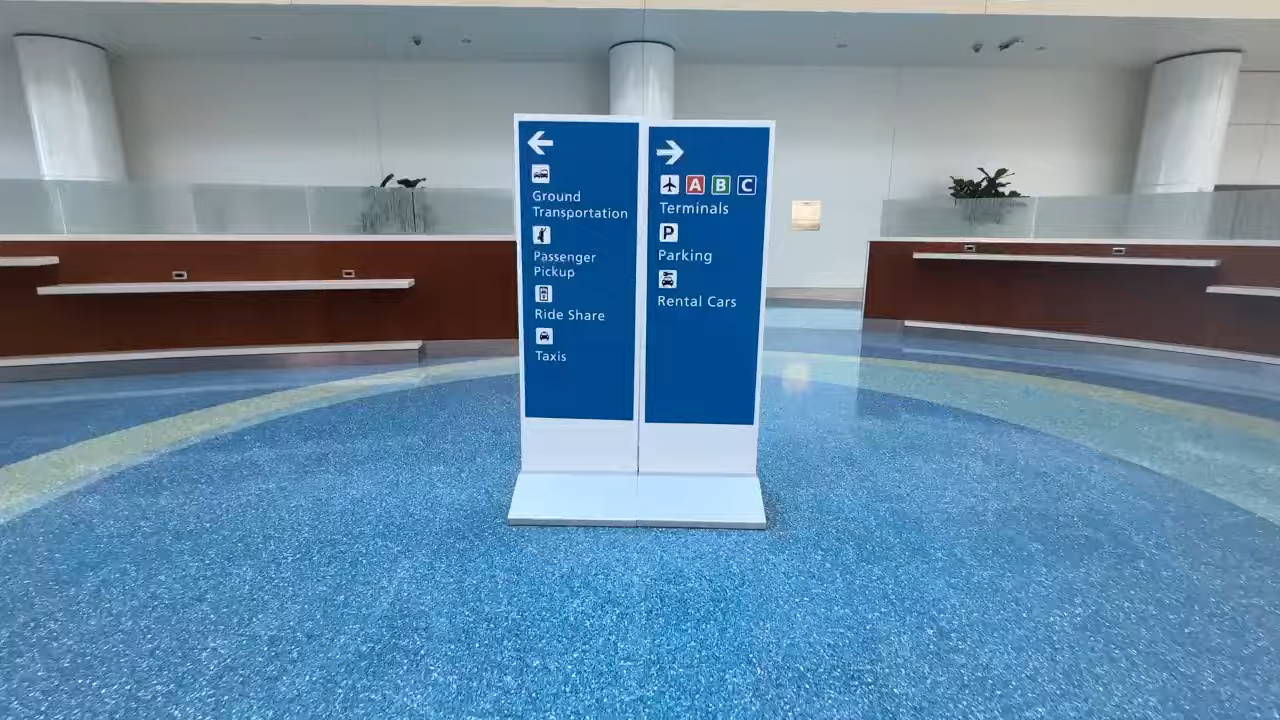 Ground
Transportation
Passenger
Pickup
Ride Share
Taxis
A B C
Terminals
P
Parking
Rental Cars